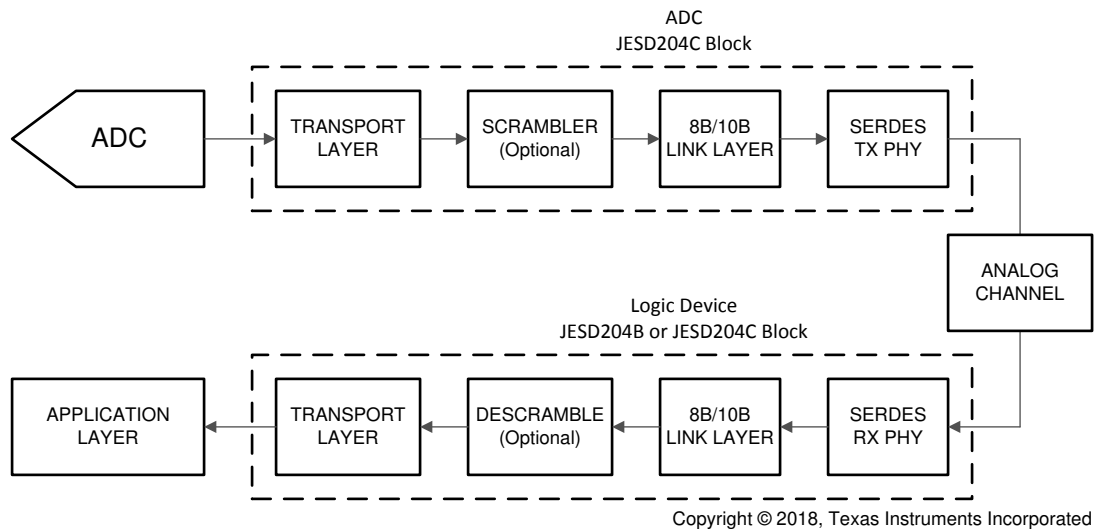 ADC
JESD204C Block
ADC
TRANSPORT
LAYER
SCRAMBLER
(Optional)
8B/10B
LINK LAYER
SERDES
TX PHY
ANALOG
CHANNEL
Logic Device
JESD204B or JESD204C Block
APPLICATION
LAYER
TRANSPORT
LAYER
DESCRAMBLE
(Optional)
8B/10B
LINK LAYER
SERDES
RX PHY
Copyright © 2018, Texas Instruments Incorporated